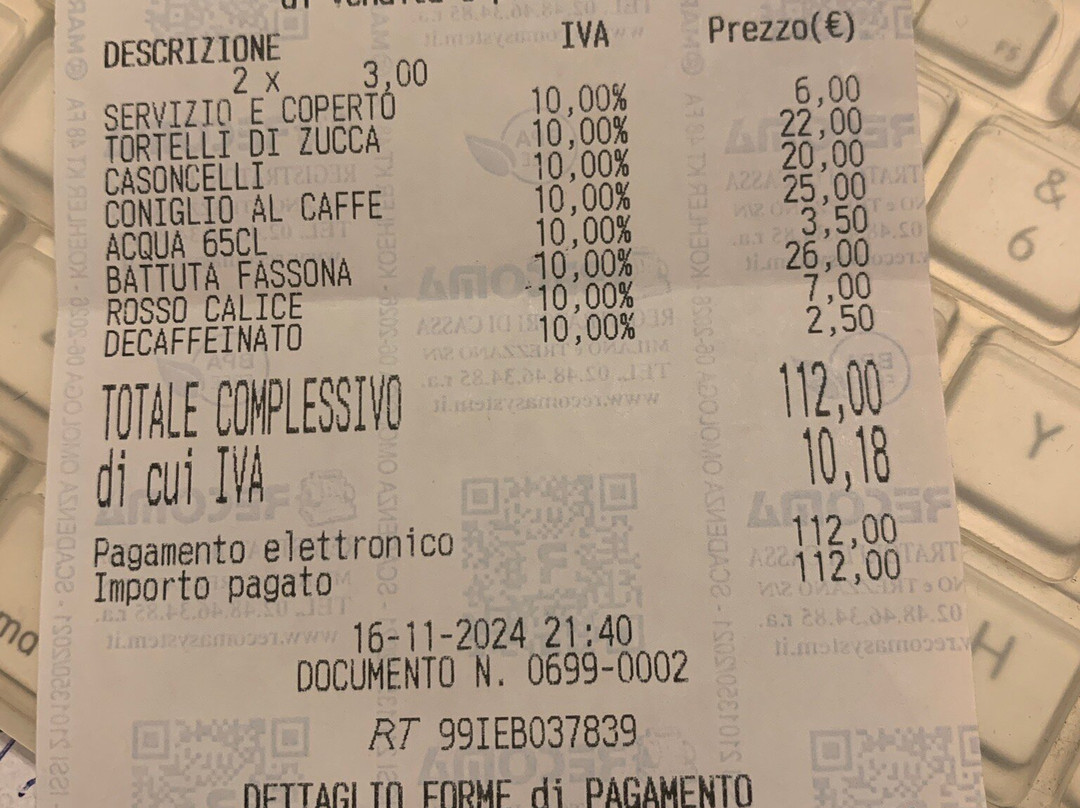 DESCRIZIONE IVA Prezzo(€)
2 x 3,00
SERVIZIO E COPERTO 10,00% 6,00
TORTELLI DI ZUCCA 10,00% 22,00
CASONCELLI 10,00% 20,00
CONIGLIO AL CAFFE 10,00% 25,00
ACQUA 65CL 10,00% 3,50
BATTUTA FASSONA 10,00% 26,00
ROSSO CALICE 10,00% 7,00
DECAFFEINATO 10,00% 2,50
TOTALE COMPLESSIVO 112,00
di cui IVA 10,18
Pagamento elettronico 112,00
Importo pagato 112,00
16-11-2024 21:40
DOCUMENTO N. 0699-0002
RT 99IEB037839
DETTAGLIO FORME di PAGAMENTO
F5
&
6
Y
H